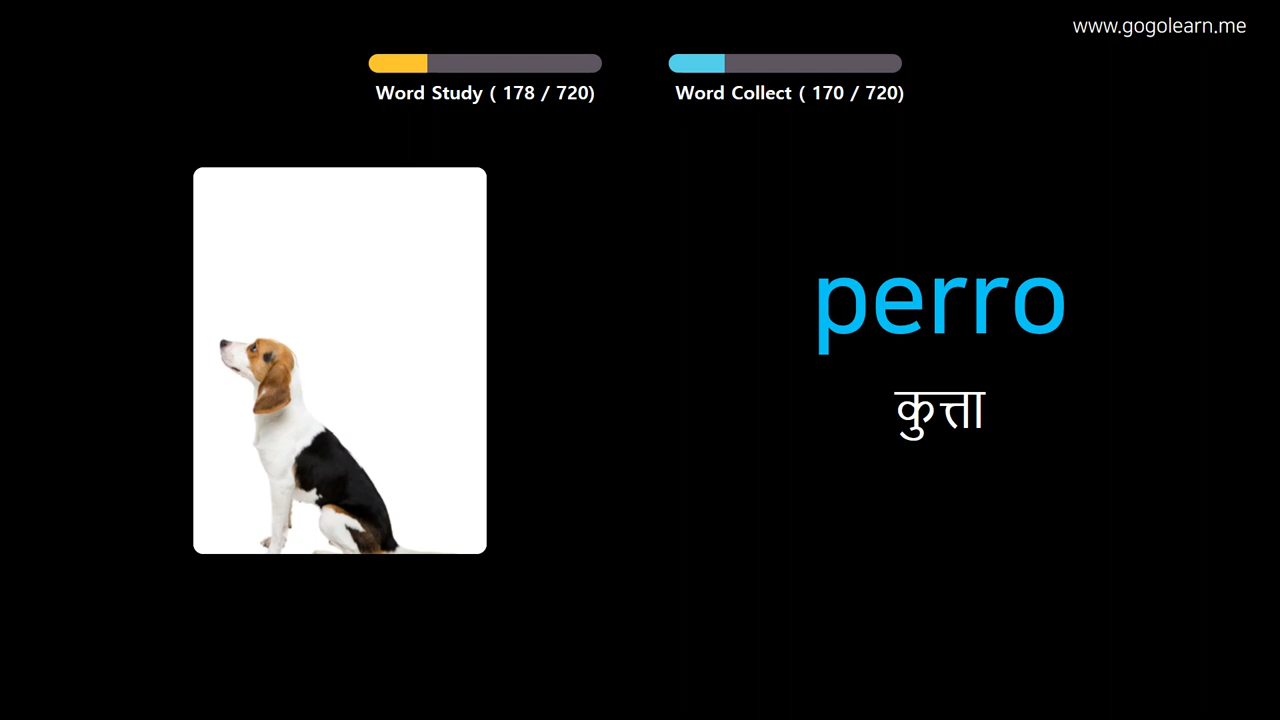 www.gogolearn.me
Word Study ( 178 / 720)
Word Collect ( 170 / 720)
perro
कुत्ता